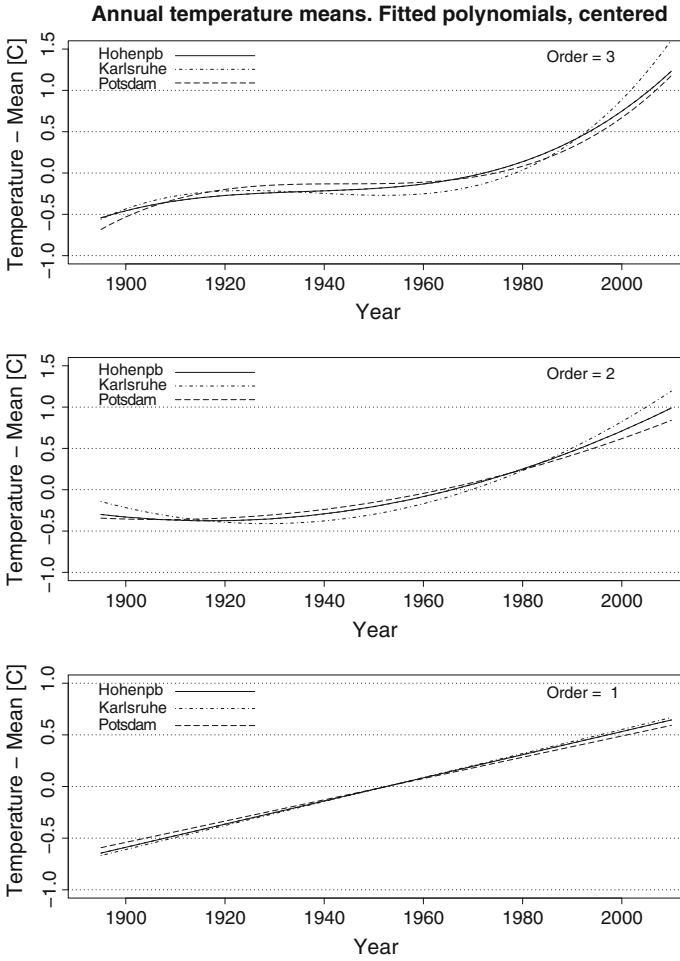 Annual temperature means. Fitted polynomials, centered
Temperature − Mean [C]
1.5
1.0
0.5
0.0
−0.5
−1.0
Hohenpb
Karlsruhe
Potsdam
Order = 3
1900 1920 1940 1960 1980 2000
Year
Temperature − Mean [C]
1.5
1.0
0.5
0.0
−0.5
−1.0
Hohenpb
Karlsruhe
Potsdam
Order = 2
1900 1920 1940 1960 1980 2000
Year
Temperature − Mean [C]
1.0
0.5
0.0
−0.5
−1.0
Hohenpb
Karlsruhe
Potsdam
Order = 1
1900 1920 1940 1960 1980 2000
Year